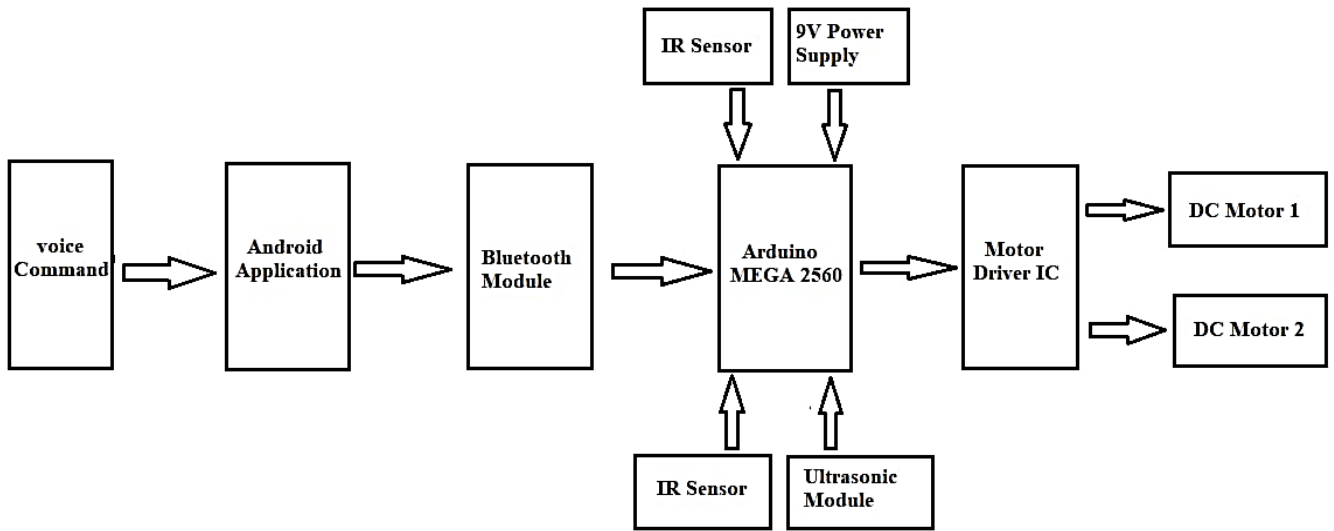 IR Sensor
9V Power
Supply
voice
Command
Android
Application
Bluetooth
Module
Arduino
MEGA 2560
Motor
Driver IC
DC Motor 1
DC Motor 2
IR Sensor
Ultrasonic
Module